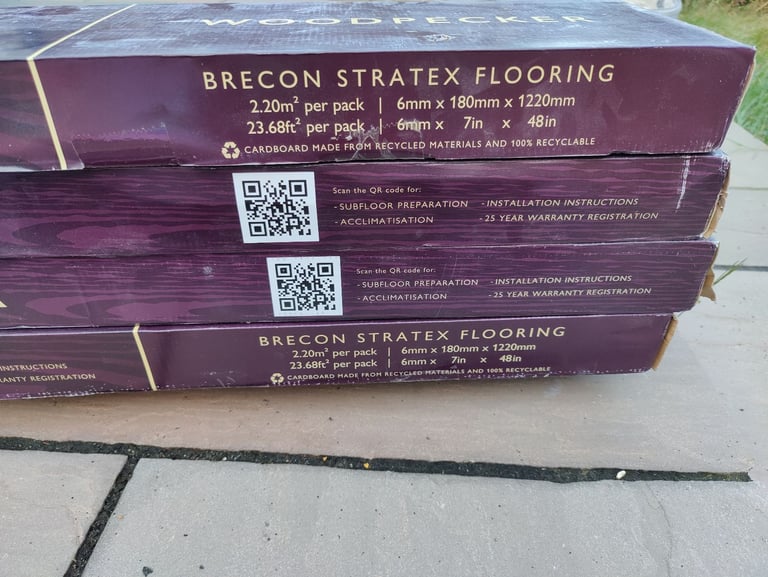 WOODPECKER
BRECON STRATEX FLOORING
2.20m² per pack | 6mm x 180mm x 1220mm
23.68ft² per pack | 6mm x 7in x 48in
CARDBOARD MADE FROM RECYCLED MATERIALS AND 100% RECYCLABLE
Scan the QR code for:
- SUBFLOOR PREPARATION - INSTALLATION INSTRUCTIONS
- ACCLIMATISATION - 25 YEAR WARRANTY REGISTRATION
Scan the QR code for:
- SUBFLOOR PREPARATION - INSTALLATION INSTRUCTIONS
- ACCLIMATISATION - 25 YEAR WARRANTY REGISTRATION
BRECON STRATEX FLOORING
2.20m² per pack | 6mm x 180mm x 1220mm
23.68ft² per pack | 6mm x 7in x 48in
CARDBOARD MADE FROM RECYCLED MATERIALS AND 100% RECYCLABLE
INSTRUCTIONS
ANTY REGISTRATION